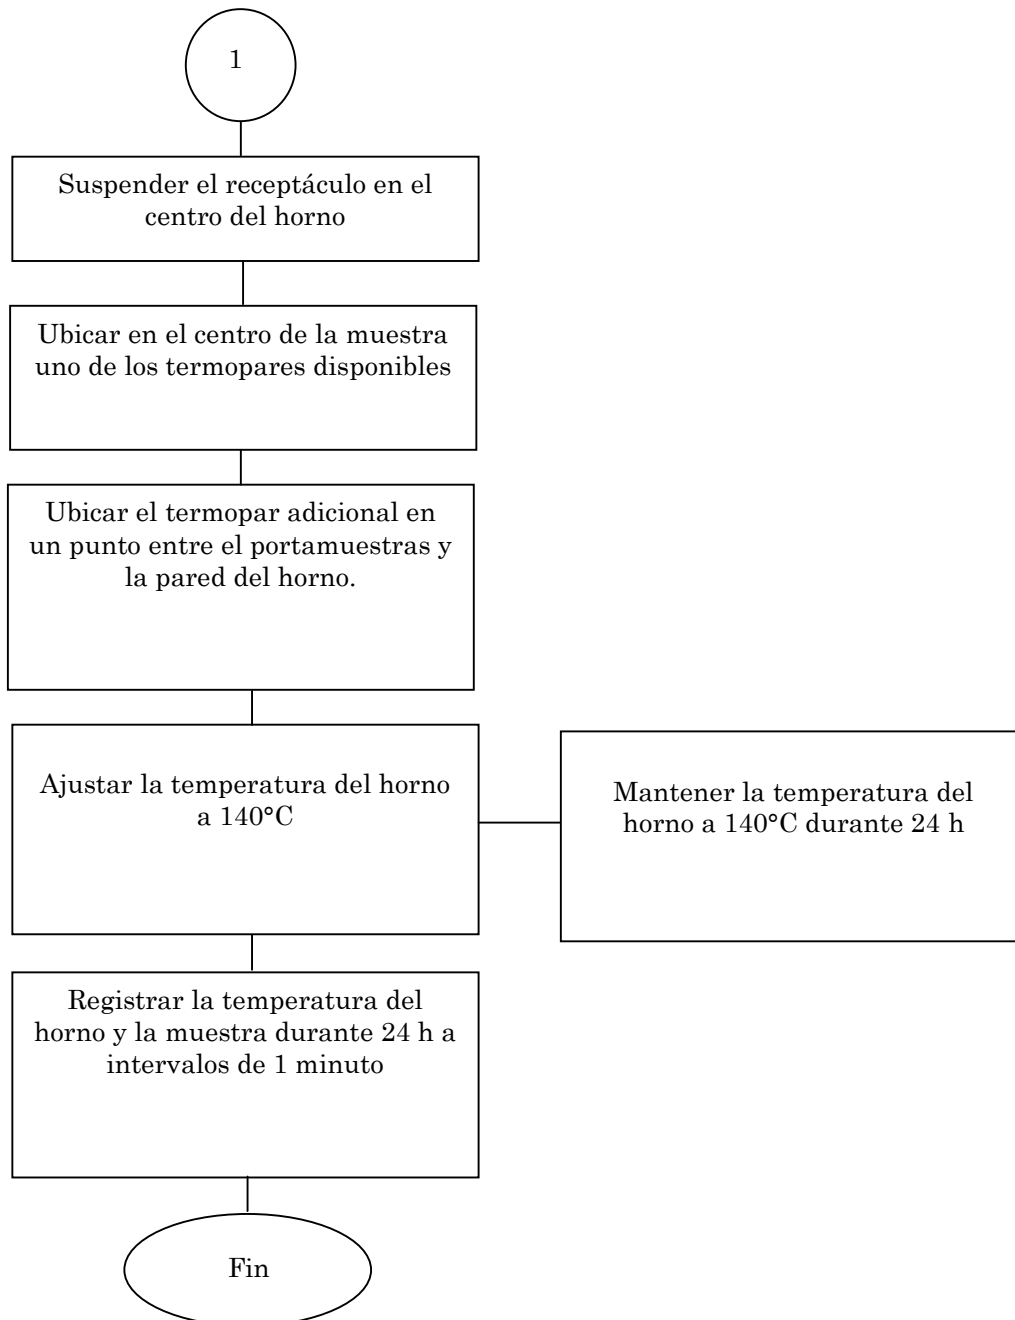 1
Suspender el receptáculo en el
centro del horno
Ubicar en el centro de la muestra
uno de los termopares disponibles
Ubicar el termopar adicional en
un punto entre el portamuestras y
la pared del horno.
Ajustar la temperatura del horno
a 140°C
Mantener la temperatura del
horno a 140°C durante 24 h
Registrar la temperatura del
horno y la muestra durante 24 h a
intervalos de 1 minuto
Fin